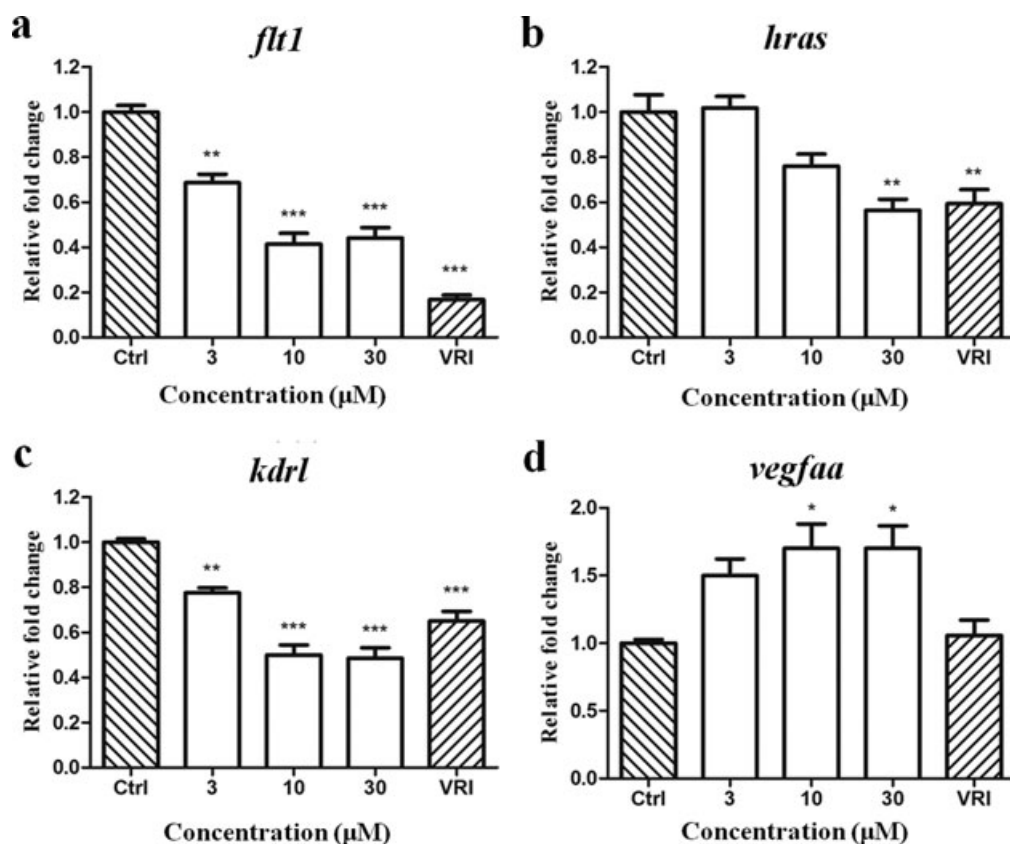 a
flt1
Relative fold change
1.2
1.0
0.8
0.6
0.4
0.2
0.0
**
***
***
***
Ctrl 3 10 30 VRI
Concentration (μM)
b
hras
Relative fold change
1.2
1.0
0.8
0.6
0.4
0.2
0.0
**
**
Ctrl 3 10 30 VRI
Concentration (μM)
c
kdrl
Relative fold change
1.2
1.0
0.8
0.6
0.4
0.2
0.0
**
***
***
***
Ctrl 3 10 30 VRI
Concentration (μM)
d
vegfaa
Relative fold change
2.0
1.5
1.0
0.5
0.0
*
*
Ctrl 3 10 30 VRI
Concentration (μM)